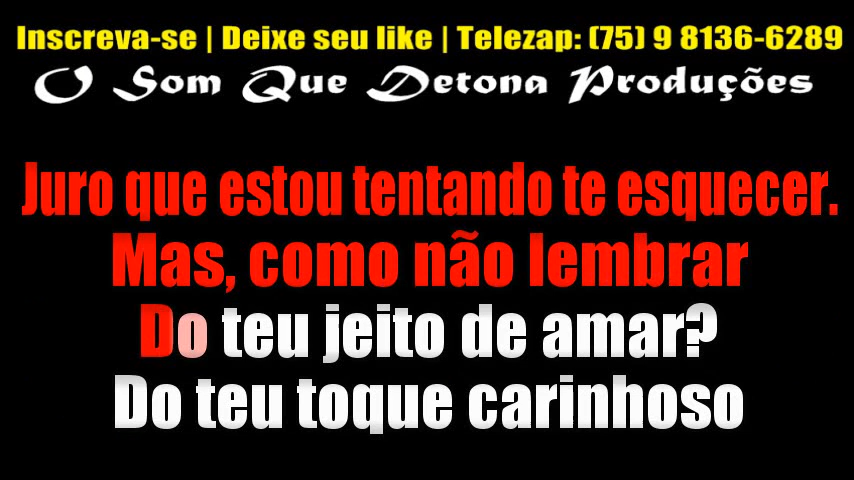 Inscreva-se | Deixe seu like | Telezap: (75) 9 8136-6289
O Som Que Detona Produções
Juro que estou tentando te esquecer.
Mas, como não lembrar
Do teu jeito de amar?
Do teu toque carinhoso